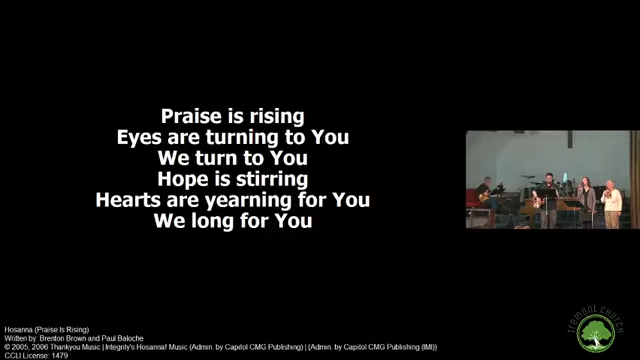 Praise is rising
Eyes are turning to You
We turn to You
Hope is stirring
Hearts are yearning for You
We long for You
Hosanna (Praise Is Rising)
Written by: Brenton Brown and Paul Baloche
© 2005, 2006 Thankyou Music | Integrity's Hosanna! Music (Admin. by Capitol CMG Publishing) | (Admin. by Capitol CMG Publishing (IMI))
CCLI License: 1479
Tremont Church